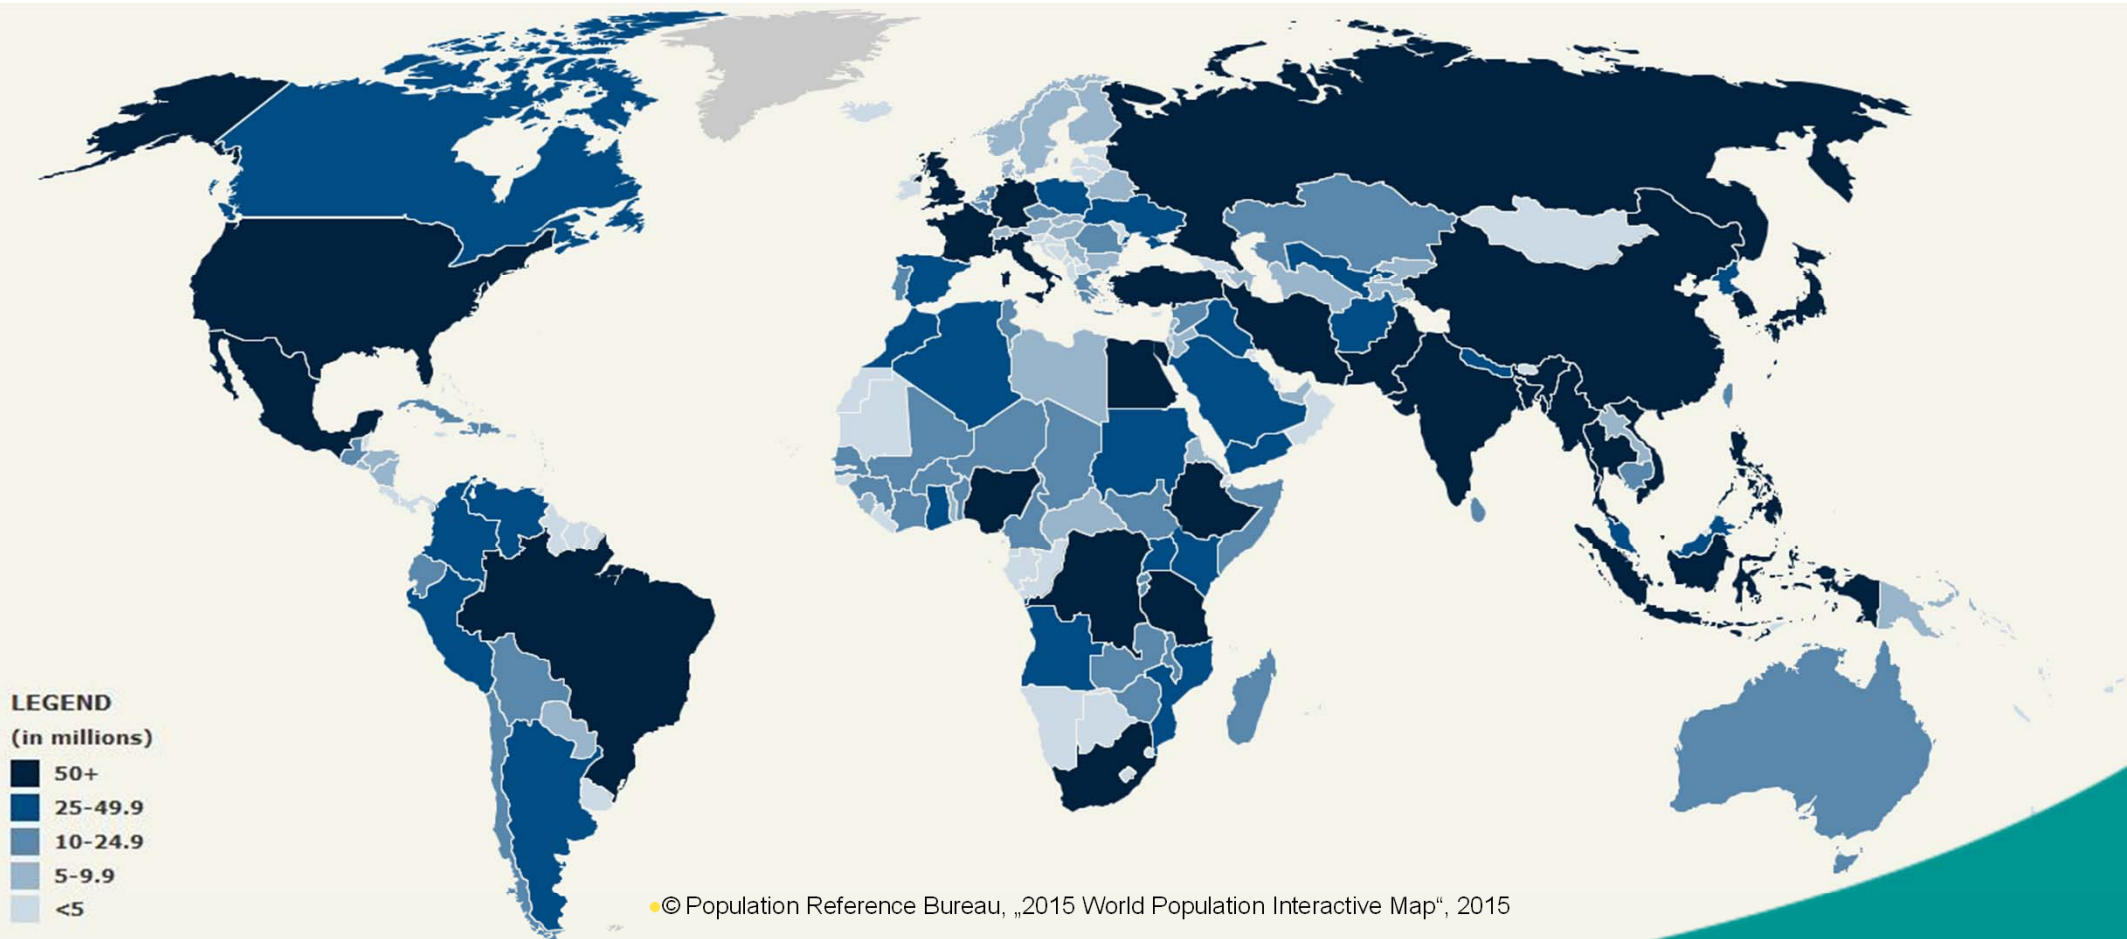 LEGEND
(in millions)
50+
25-49.9
10-24.9
5-9.9
<5
© Population Reference Bureau, „2015 World Population Interactive Map“, 2015